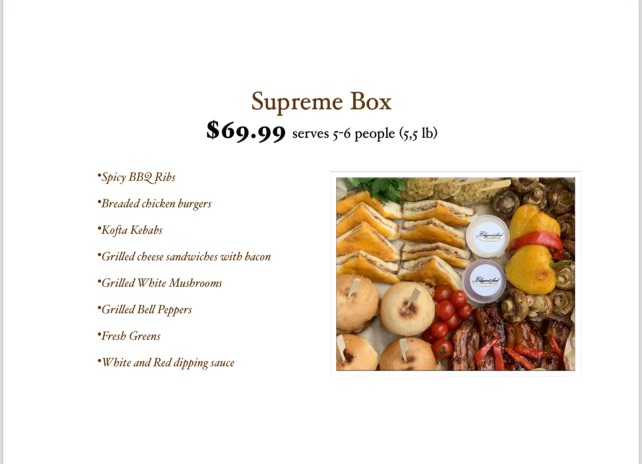 Supreme Box
$69.99 serves 5-6 people (5,5 lb)
•Spicy BBQ Ribs
•Breaded chicken burgers
•Kofta Kebabs
•Grilled cheese sandwiches with bacon
•Grilled White Mushrooms
•Grilled Bell Peppers
•Fresh Greens
•White and Red dipping sauce